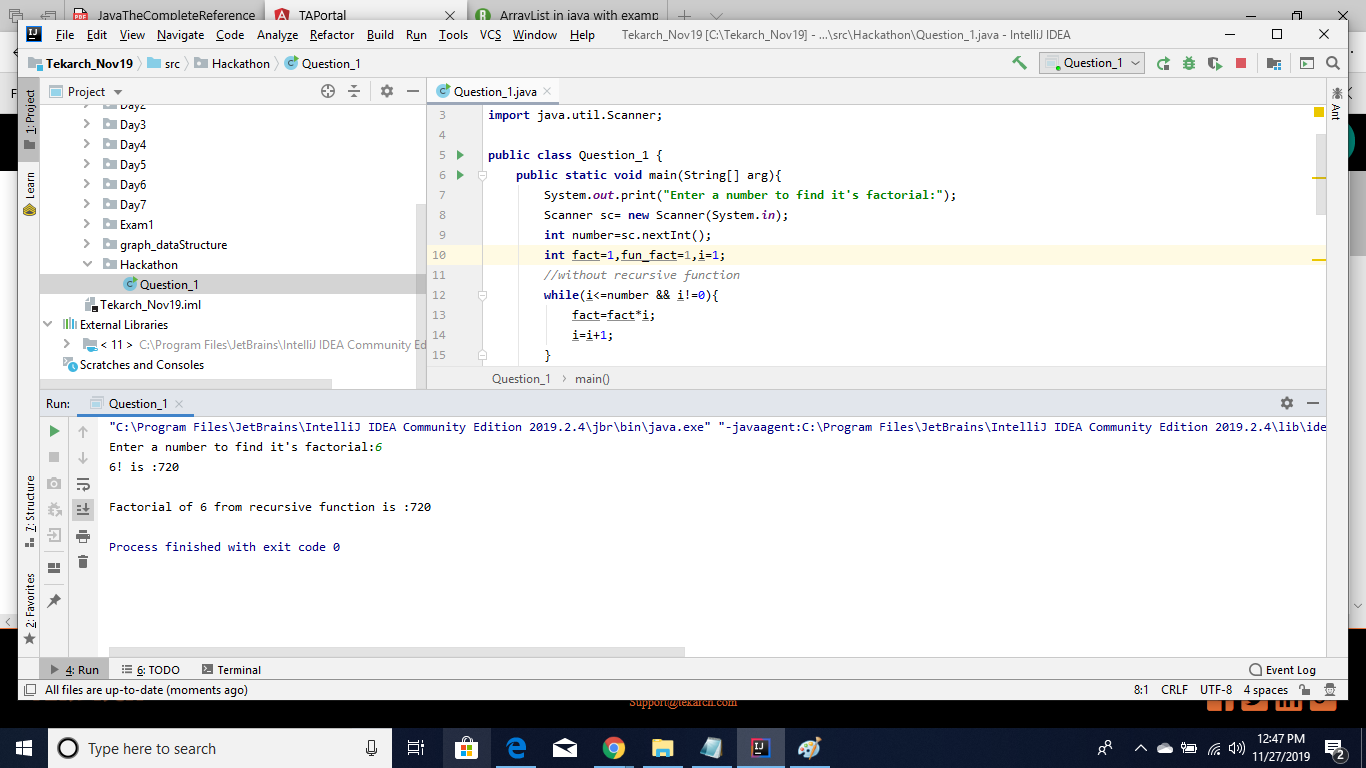 JavaTheCompleteReference
TAPortal
ArrayList in java with examp
File Edit View Navigate Code Analyze Refactor Build Run Tools VCS Window Help
Tekarch_Nov19 [C:\Tekarch_Nov19] - ...\src\Hackathon\Question_1.java - IntelliJ IDEA
Tekarch_Nov19 src Hackathon Question_1
Question_1
Project
Question_1.java
1: Project
Learn
Ant
Day2
Day3
Day4
Day5
Day6
Day7
Exam1
graph_dataStructure
Hackathon
Question_1
Tekarch_Nov19.iml
External Libraries
< 11 > C:\Program Files\JetBrains\IntelliJ IDEA Community Ed
Scratches and Consoles
3 import java.util.Scanner;
4
5 public class Question_1 {
6 public static void main(String[] arg){
7 System.out.print("Enter a number to find it's factorial:");
8 Scanner sc= new Scanner(System.in);
9 int number=sc.nextInt();
10 int fact=1,fun_fact=1,i=1;
11 //without recursive function
12 while(i<=number && i!=0){
13 fact=fact*i;
14 i=i+1;
15 }
Question_1 main()
Run: Question_1
"C:\Program Files\JetBrains\IntelliJ IDEA Community Edition 2019.2.4\jbr\bin\java.exe" "-javaagent:C:\Program Files\JetBrains\IntelliJ IDEA Community Edition 2019.2.4\lib\ide
Enter a number to find it's factorial:6
6! is :720
Factorial of 6 from recursive function is :720
Process finished with exit code 0
7: Structure
2: Favorites
4: Run 6: TODO Terminal
Event Log
All files are up-to-date (moments ago)
8:1 CRLF UTF-8 4 spaces
Support@tekarch.com
Type here to search
12:47 PM
11/27/2019
2